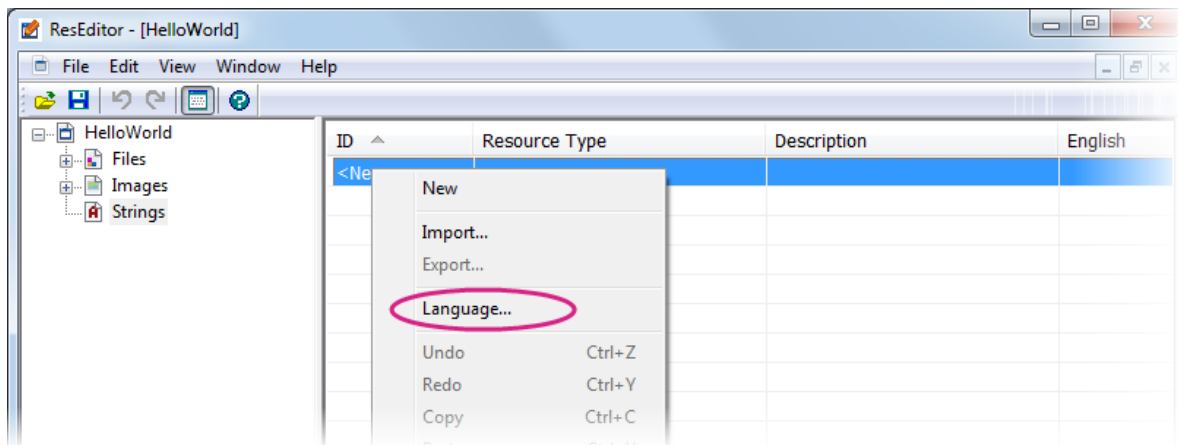 ResEditor - [HelloWorld]
File Edit View Window Help
HelloWorld
Files
Images
Strings
ID Resource Type Description English
<Ne
New
Import...
Export...
Language...
Undo Ctrl+Z
Redo Ctrl+Y
Copy Ctrl+C